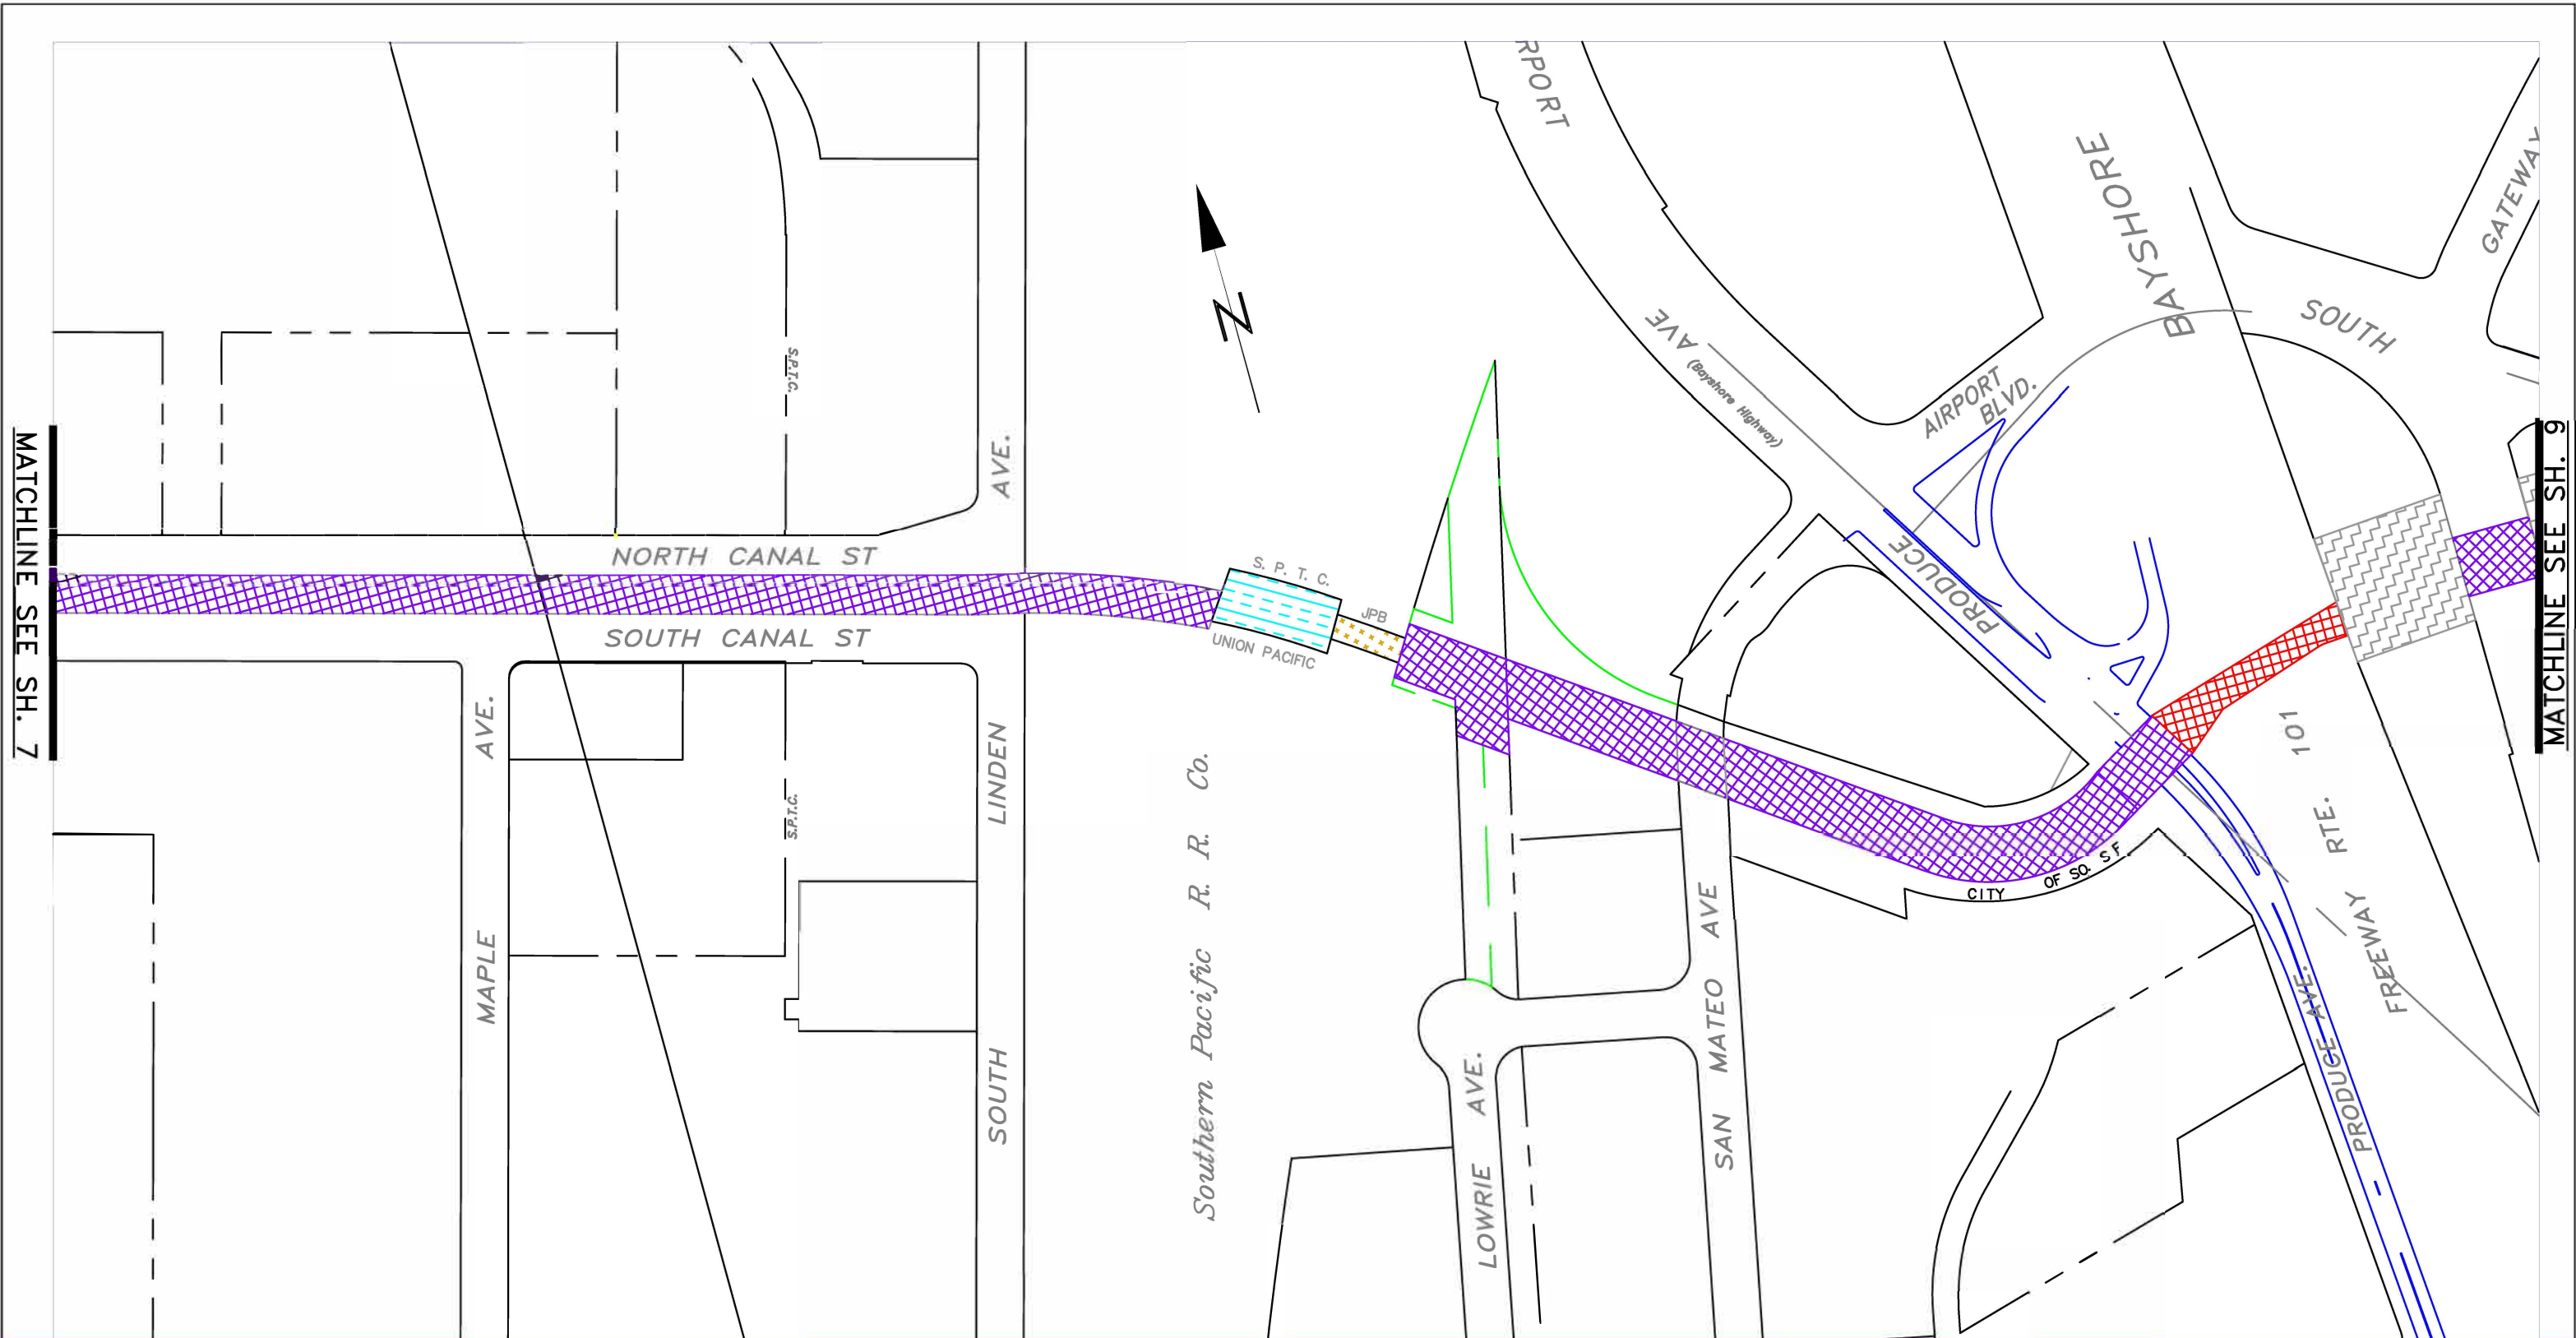 RPORT
BAYSHORE
GATEWAY
SOUTH
AVE
(Bayshore Highway)
AIRPORT
BLVD.
N
S.P.T.C.
AVE.
MATCHLINE SEE SH. 7
MATCHLINE SEE SH. 9
NORTH CANAL ST
SOUTH CANAL ST
S. P. T. C.
UNION PACIFIC
JPB
PRODUCE
MAPLE AVE.
S.P.T.C.
SOUTH LINDEN
Southern Pacific R. R. Co.
CITY OF SO. S F
RTE. 101
FREEWAY
PRODUCE AVE.
LOWRIE AVE.
SAN MATEO AVE